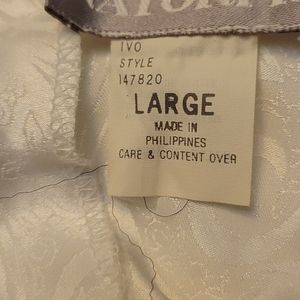 IVO
STYLE
147820
LARGE
MADE IN
PHILIPPINES
CARE & CONTENT OVER